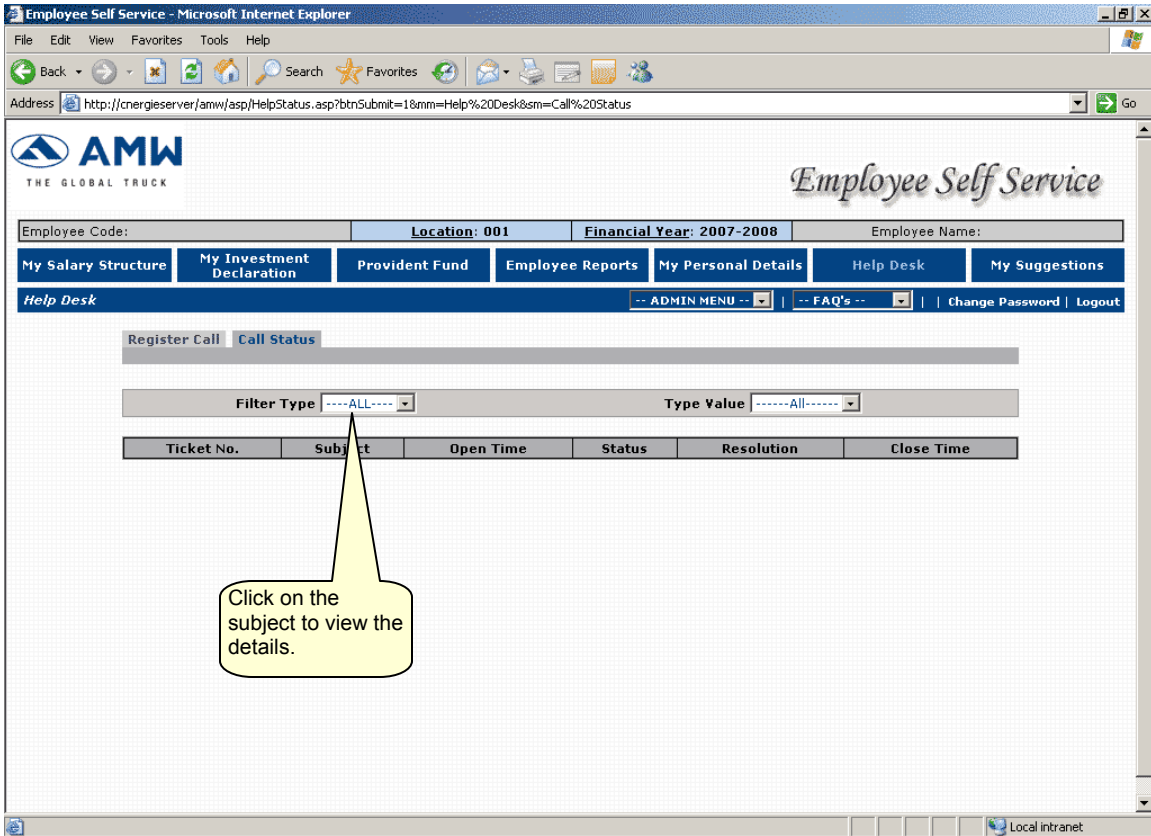 Employee Self Service - Microsoft Internet Explorer
File Edit View Favorites Tools Help
Back Search Favorites
Address http://cnergieserver/amw/asp/HelpStatus.asp?btnSubmit=1&mm=Help%20Desk&sm=Call%20Status Go
AMW
THE GLOBAL TRUCK
Employee Self Service
Employee Code: Location: 001 Financial Year: 2007-2008 Employee Name:
My Salary Structure My Investment Declaration Provident Fund Employee Reports My Personal Details Help Desk My Suggestions
Help Desk -- ADMIN MENU -- | -- FAQ's -- | | Change Password | Logout
Register Call Call Status
Filter Type ----ALL---- Type Value ------All------
Ticket No. Subject Open Time Status Resolution Close Time
Click on the
subject to view the
details.
Local intranet